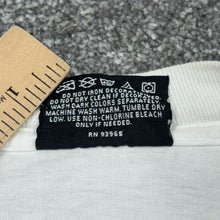 DO NOT IRON DECORATION
DO NOT DRY CLEAN IF DECORATED
WASH DARK COLORS SEPARATELY
MACHINE WASH WARM, TUMBLE DRY
LOW. USE NON-CHLORINE BLEACH
ONLY IF NEEDED.
RN 93965
1